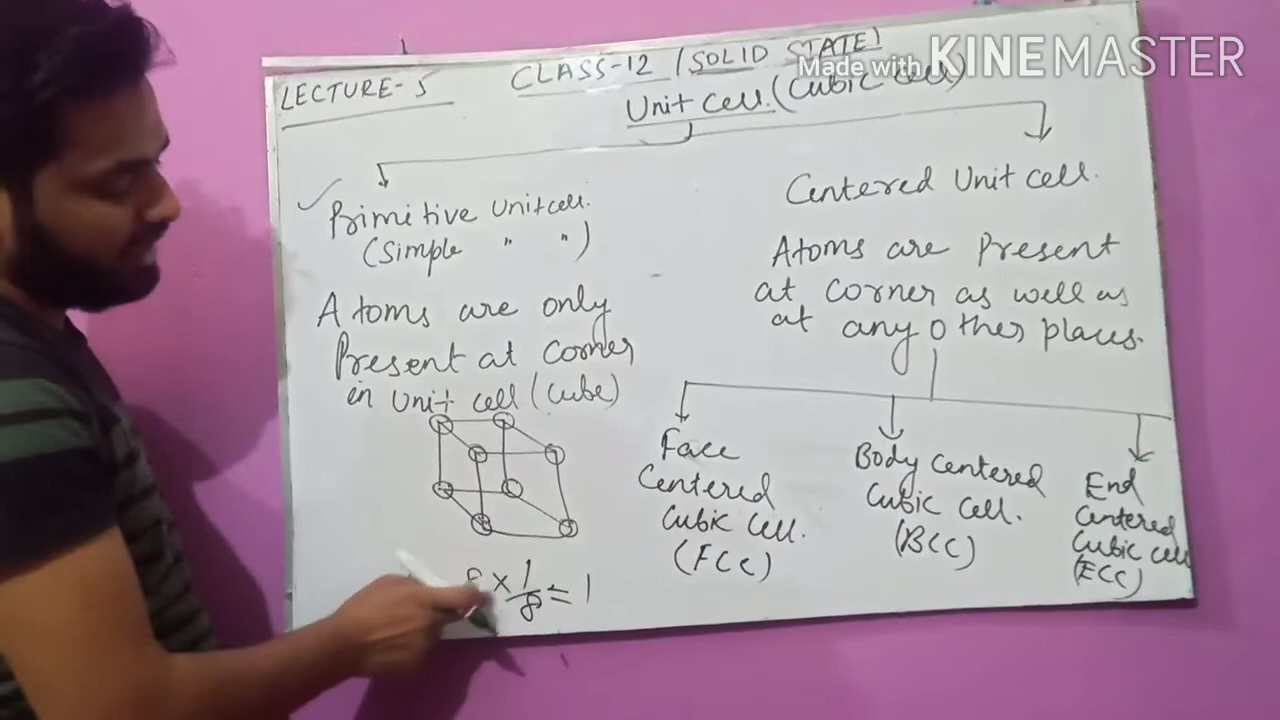 Made with KINEMASTER
LECTURE-5
CLASS-12 / SOLID STATE)
Unit Cell. (Cubic Cell)
Primitive Unitcell.
(Simple " ")
Atoms are only
Present at Corner
in Unit cell (Cube)
8 × 1/8 = 1
Centered Unit cell.
Atoms are Present
at corner as well as
at any other places.
Face
Centered
Cubic Cell.
(FCC)
Body Centered
Cubic Cell.
(BCC)
End
Centered
Cubic cell
(ECC)